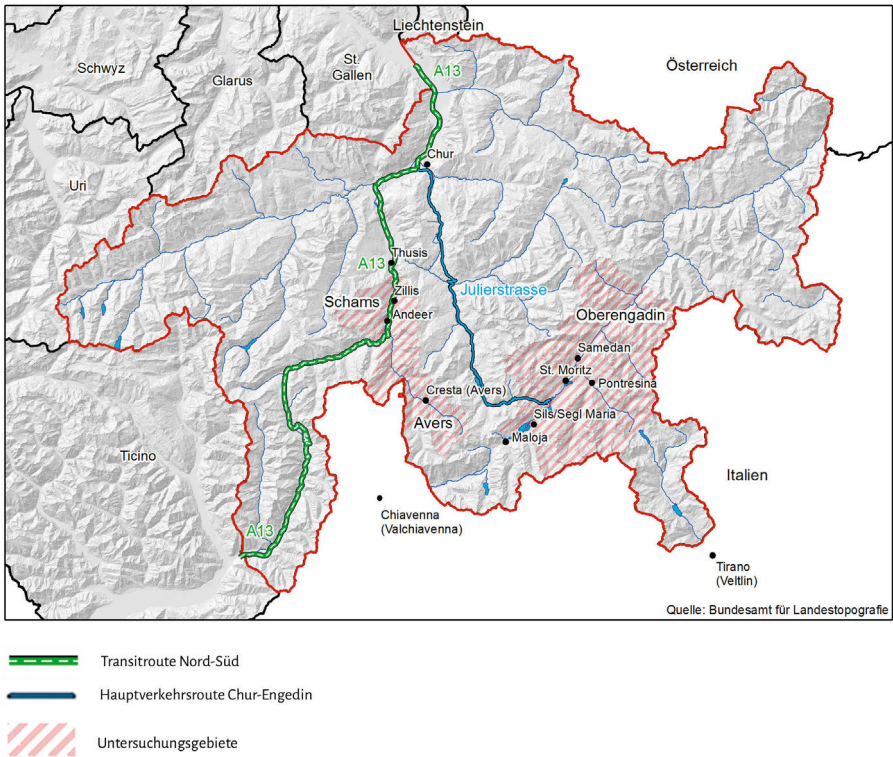 Liechtenstein
Schwyz
Glarus
St.
Gallen
A13
Österreich
Chur
Uri
Thusis
A13
Zillis
Schams
Andeer
Julierstrasse
Oberengadin
Samedan
St. Moritz
Pontresina
Cresta (Avers)
Avers
Sils/Segl Maria
Maloja
Ticino
Italien
Chiavenna
(Valchiavenna)
A13
Tirano
(Veltlin)
Quelle: Bundesamt für Landestopografie
Transitroute Nord-Süd
Hauptverkehrsroute Chur-Engedin
Untersuchungsgebiete